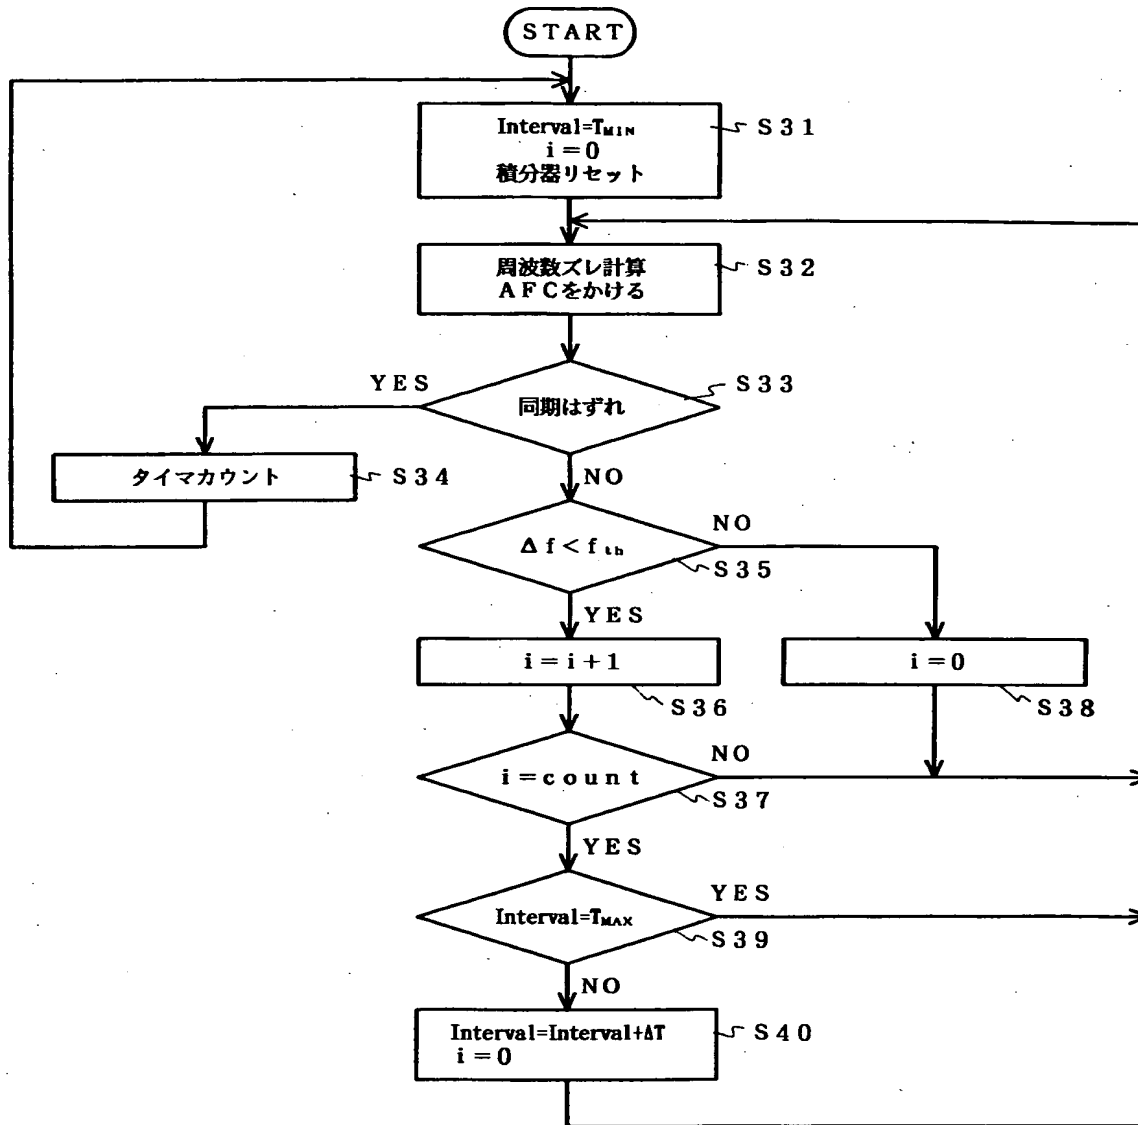 START
Interval=TMIN
i=0
積分器リセット
S31
周波数ズレ計算
AFCをかける
S32
YES
同期はずれ
S33
タイマカウント
S34
NO
Δf<fth
NO
S35
YES
i=i+1
S36
i=0
S38
i=count
NO
S37
YES
Interval=TMAX
YES
S39
NO
Interval=Interval+ΔT
i=0
S40